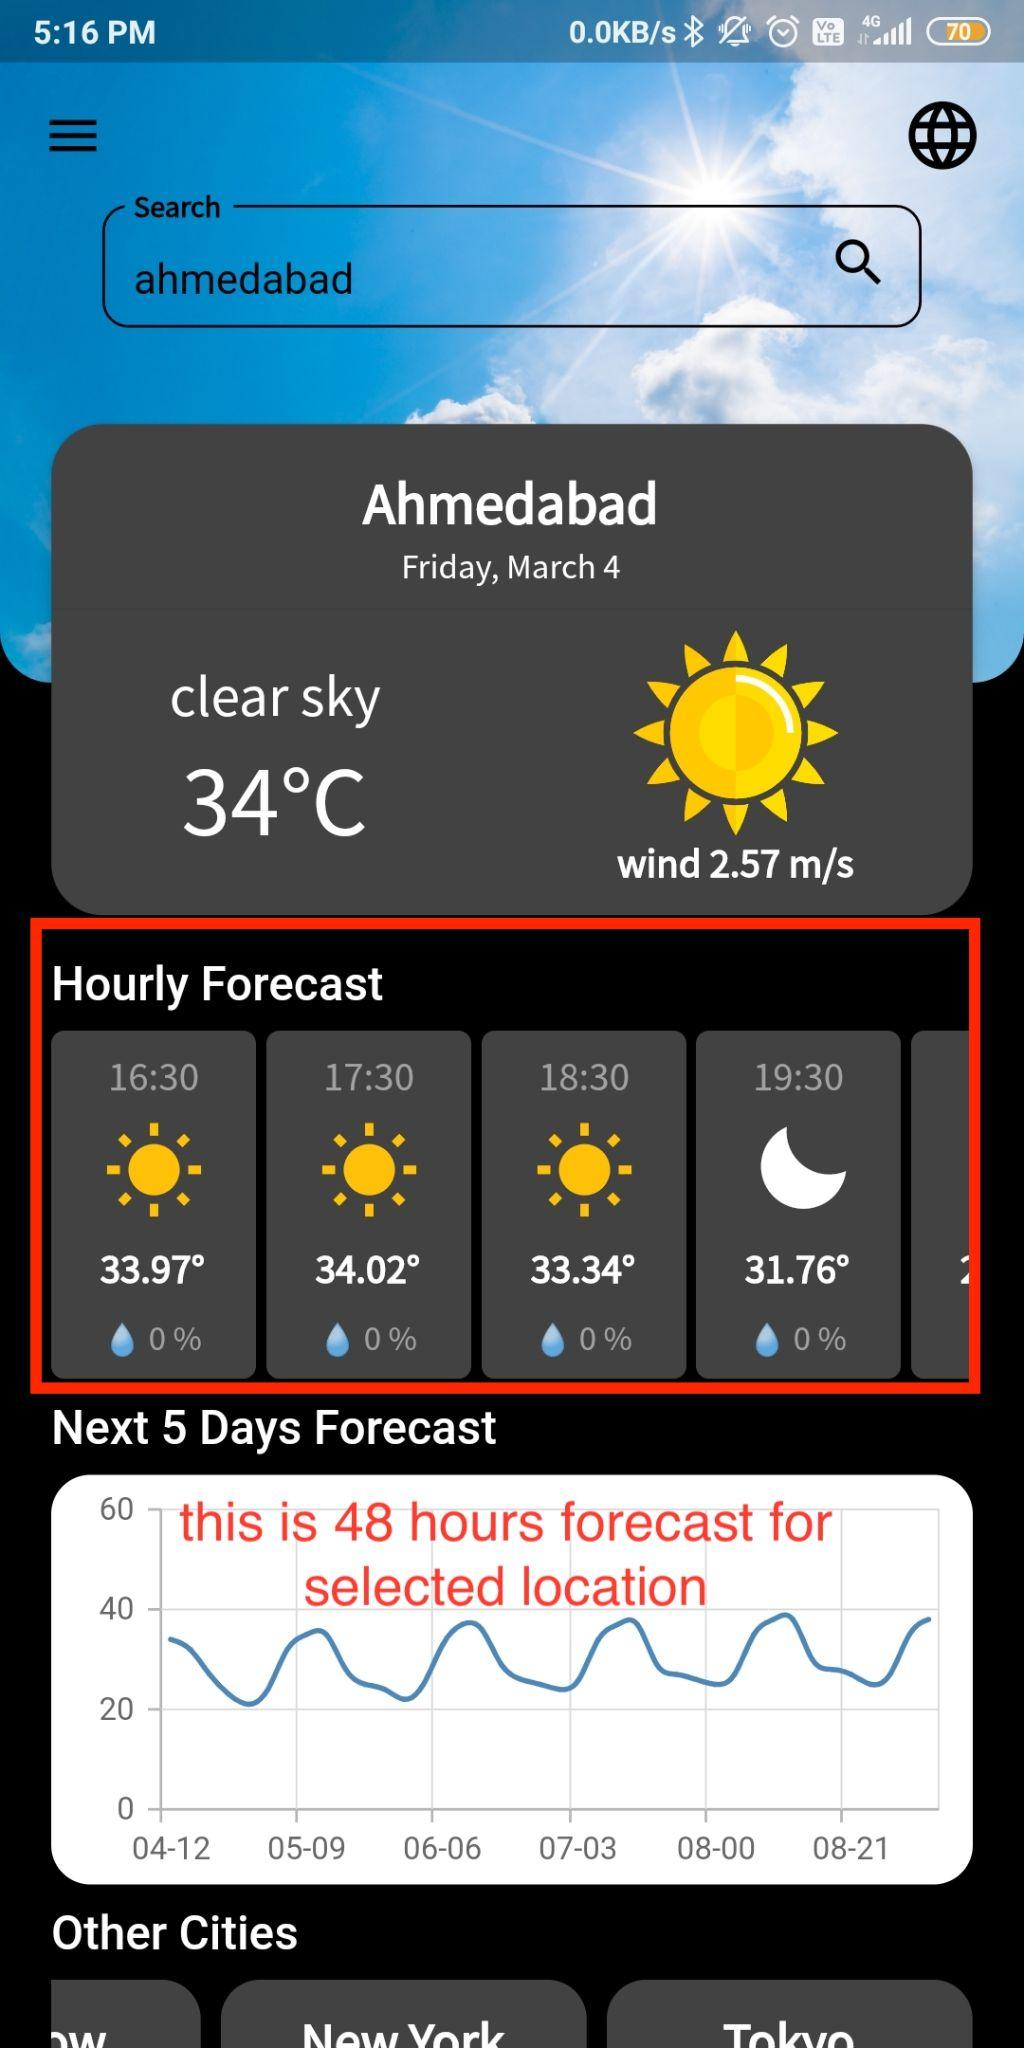 5:16 PM 0.0KB/s Vo LTE 4G 70
Search
ahmedabad
Ahmedabad
Friday, March 4
clear sky
34°C
wind 2.57 m/s
Hourly Forecast
16:30 17:30 18:30 19:30
33.97° 34.02° 33.34° 31.76°
0 % 0 % 0 % 0 %
Next 5 Days Forecast
this is 48 hours forecast for
selected location
60
40
20
0
04-12 05-09 06-06 07-03 08-00 08-21
Other Cities
ow New York Tokyo